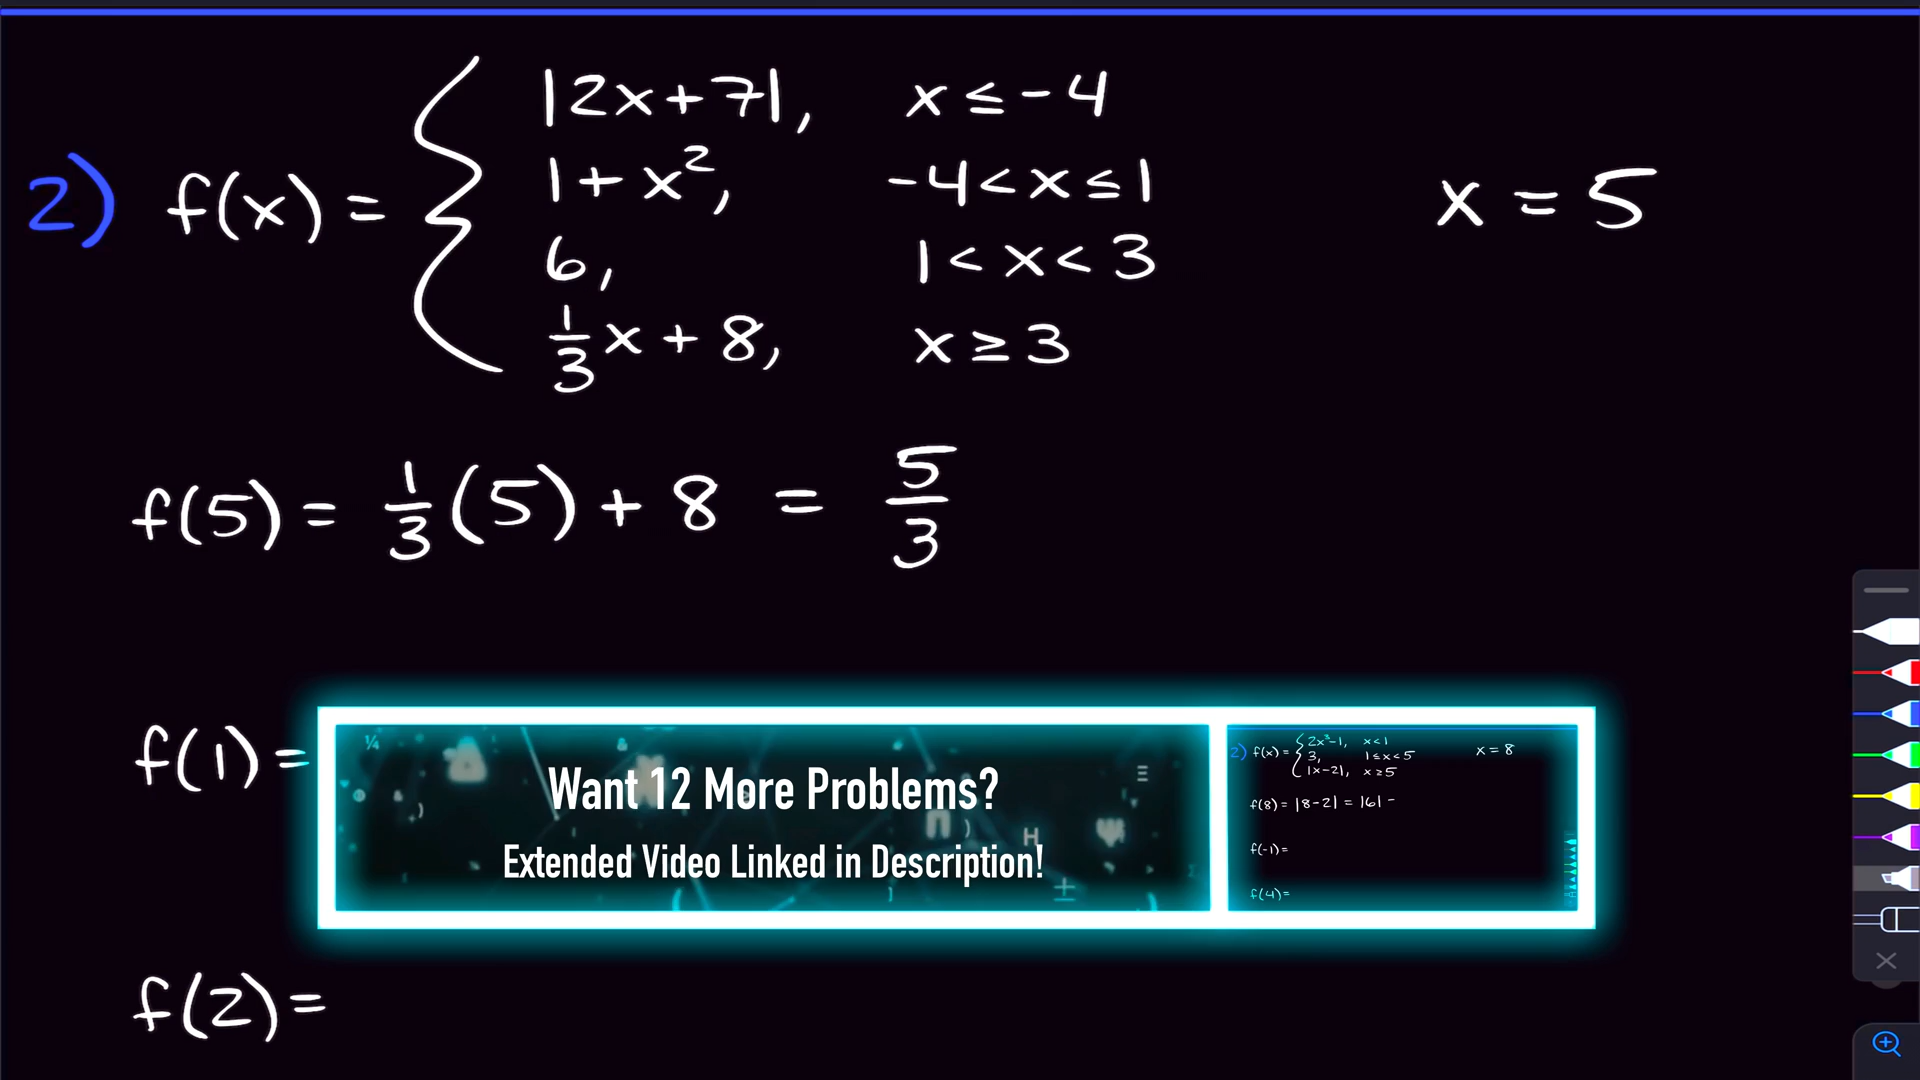 2) f(x) = { |2x+7|, x ≤ -4
1 + x², -4 < x ≤ 1
6, 1 < x < 3
1/3 x + 8, x ≥ 3
x = 5
f(5) = 1/3 (5) + 8 = 5/3
f(1) =
Want 12 More Problems?
Extended Video Linked in Description!
2) f(x) = { 2x³-1, x<1
3, 1≤x<5
|x-2|, x≥5
x = 8
f(8) = |8-2| = |6| -
f(-1) =
f(4) =
f(2) =